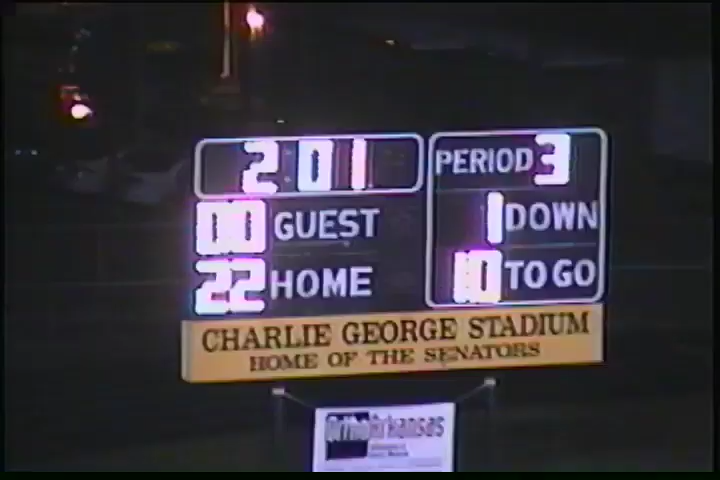 2:01 PERIOD 3
00 GUEST 1 DOWN
22 HOME 10 TO GO
CHARLIE GEORGE STADIUM
HOME OF THE SENATORS
OrthoArkansas